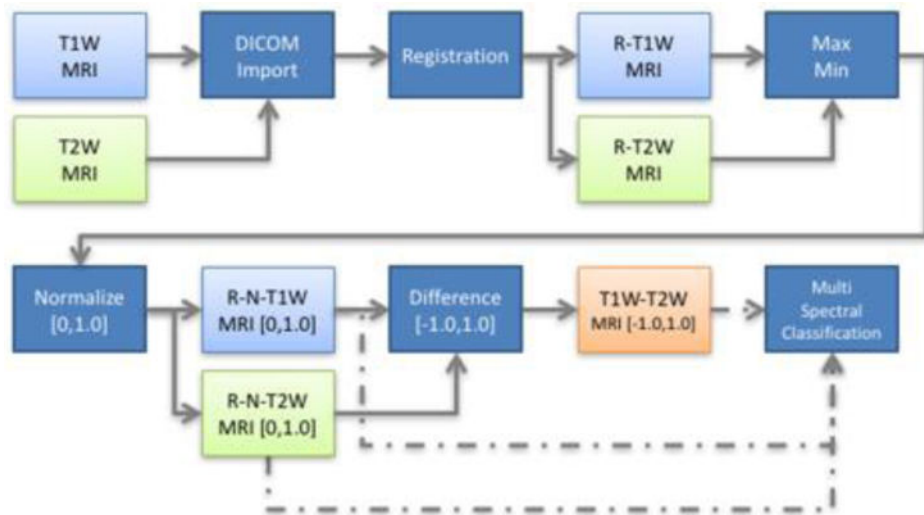 T1W
MRI
DICOM
Import
Registration
R-T1W
MRI
Max
Min
T2W
MRI
R-T2W
MRI
Normalize
[0,1.0]
R-N-T1W
MRI [0,1.0]
Difference
[-1.0,1.0]
T1W-T2W
MRI [-1.0,1.0]
Multi
Spectral
Classification
R-N-T2W
MRI [0,1.0]